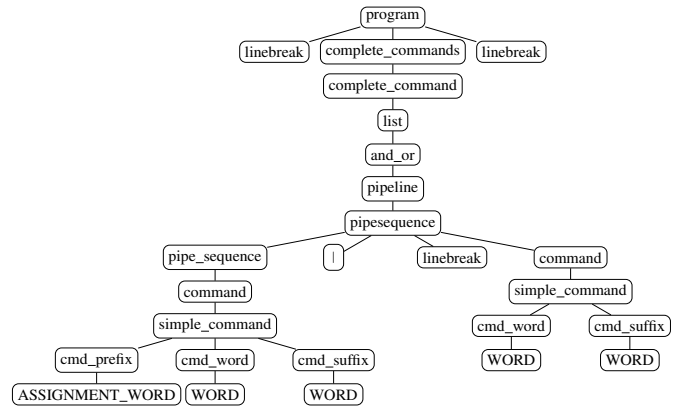 program
linebreak complete_commands linebreak
complete_command
list
and_or
pipeline
pipesequence
pipe_sequence | linebreak command
command simple_command
simple_command cmd_word cmd_suffix
cmd_prefix cmd_word cmd_suffix WORD WORD
ASSIGNMENT_WORD WORD WORD